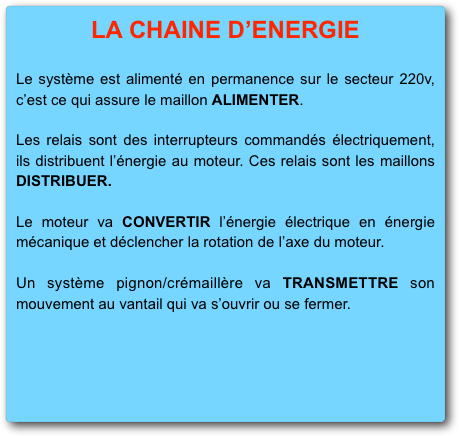 LA CHAINE D’ENERGIE
Le système est alimenté en permanence sur le secteur 220v,
c’est ce qui assure le maillon ALIMENTER.
Les relais sont des interrupteurs commandés électriquement,
ils distribuent l’énergie au moteur. Ces relais sont les maillons
DISTRIBUER.
Le moteur va CONVERTIR l’énergie électrique en énergie
mécanique et déclencher la rotation de l’axe du moteur.
Un système pignon/crémaillère va TRANSMETTRE son
mouvement au vantail qui va s’ouvrir ou se fermer.